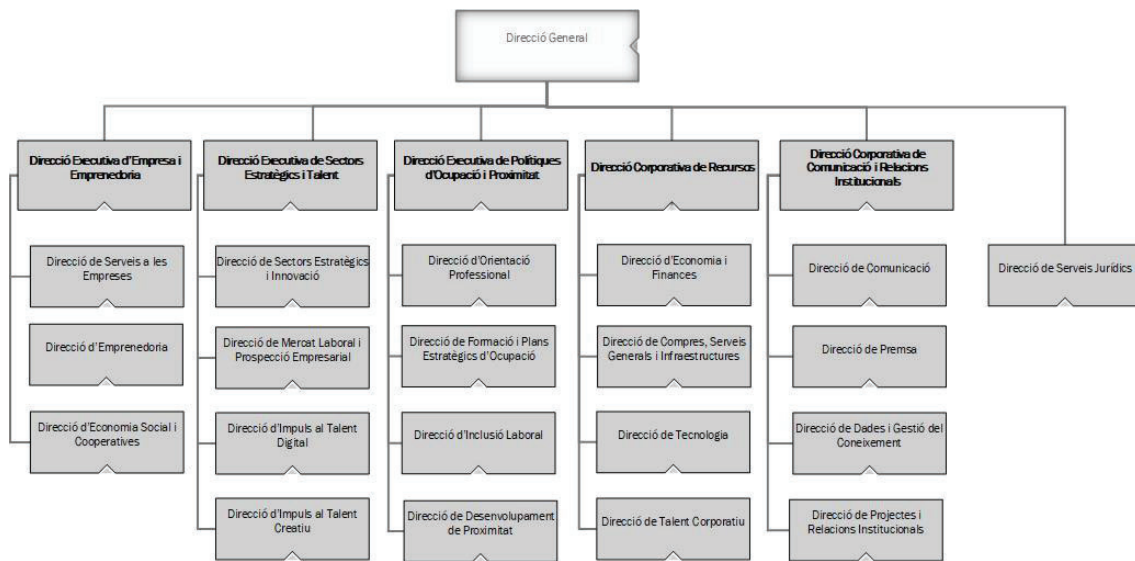 Direcció General
Direcció Executiva d'Empresa i
Emprenedoria
Direcció Executiva de Sectors
Estratègics i Talent
Direcció Executiva de Polítiques
d'Ocupació i Proximitat
Direcció Corporativa de Recursos
Direcció Corporativa de
Comunicació i Relacions
Institucionals
Direcció de Serveis a les
Empreses
Direcció de Sectors Estratègics
i Innovació
Direcció d'Orientació
Professional
Direcció d'Economia i
Finances
Direcció de Comunicació
Direcció de Serveis Jurídics
Direcció d'Emprenedoria
Direcció de Mercat Laboral i
Prospecció Empresarial
Direcció de Formació i Plans
Estratègics d'Ocupació
Direcció de Compres, Serveis
Generals i Infraestructures
Direcció de Premsa
Direcció d'Economia Social i
Cooperatives
Direcció d'Impuls al Talent
Digital
Direcció d'Inclusió Laboral
Direcció de Tecnologia
Direcció de Dades i Gestió del
Coneixement
Direcció d'Impuls al Talent
Creatiu
Direcció de Desenvolupament
de Proximitat
Direcció de Talent Corporatiu
Direcció de Projectes i
Relacions Institucionals